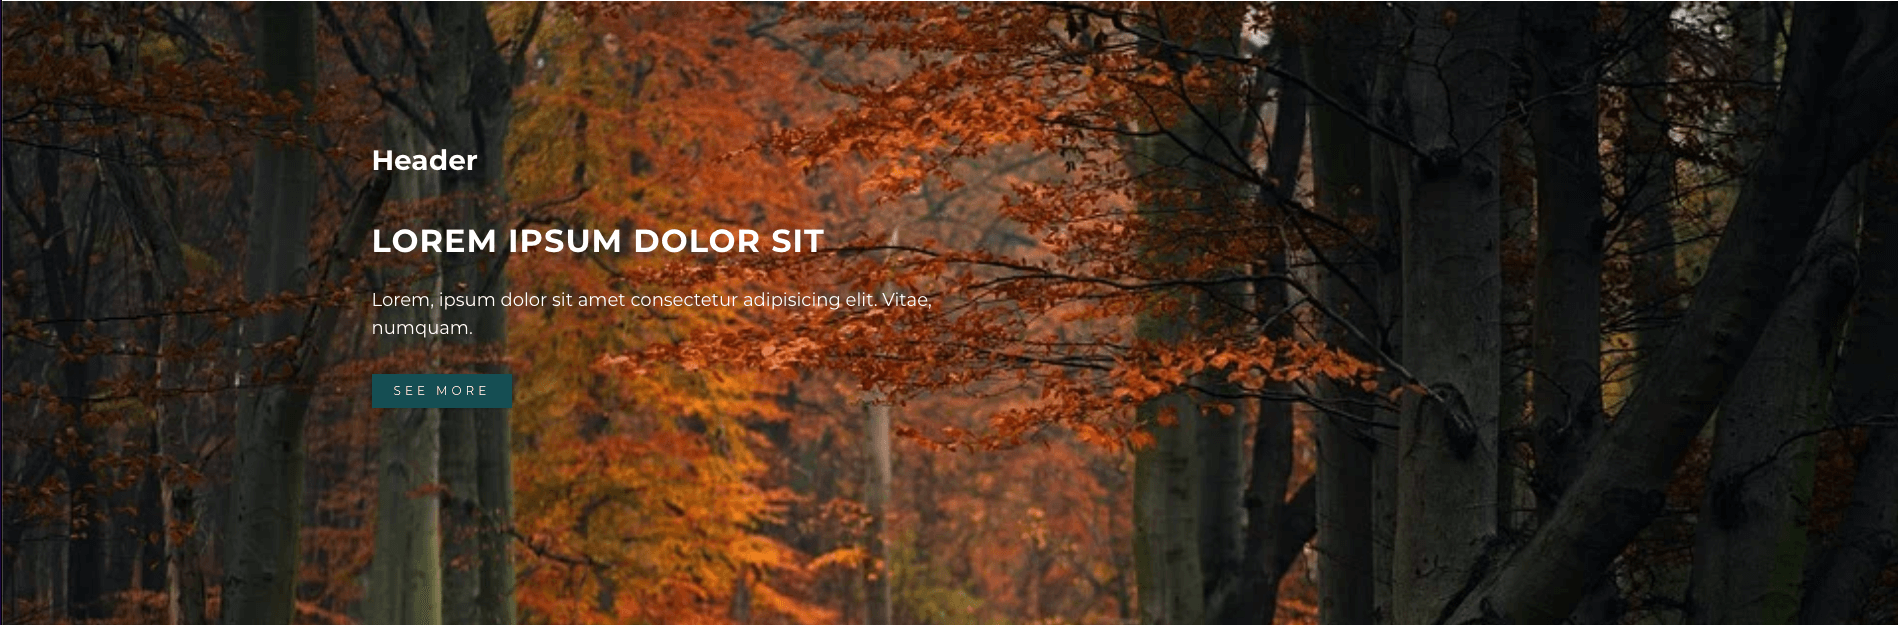 Header
LOREM IPSUM DOLOR SIT
Lorem, ipsum dolor sit amet consectetur adipisicing elit. Vitae,
numquam.
SEE MORE